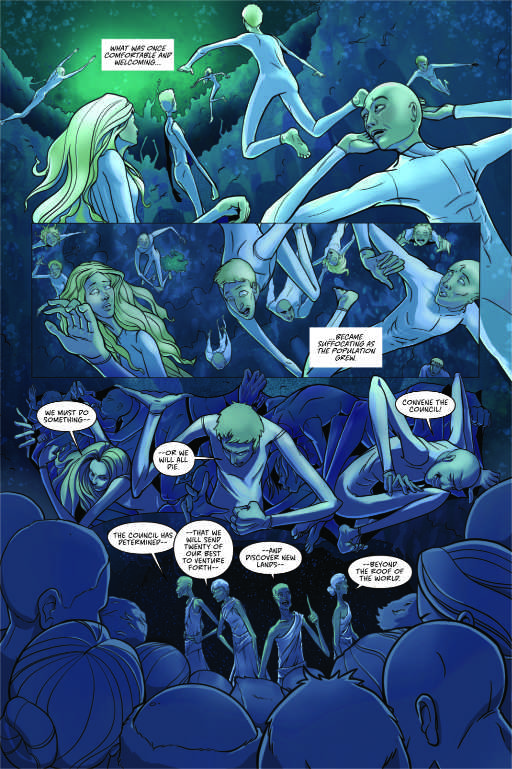 WHAT WAS ONCE
COMFORTABLE AND
WELCOMING...
...BECAME
SUFFOCATING AS
THE POPULATION
GREW.
WE MUST DO
SOMETHING--
--OR WE
WILL ALL
DIE.
CONVENE THE
COUNCIL!
THE COUNCIL HAS
DETERMINED--
--THAT WE
WILL SEND
TWENTY OF
OUR BEST
TO VENTURE
FORTH--
--AND
DISCOVER NEW
LANDS--
--BEYOND
THE ROOF OF
THE WORLD.